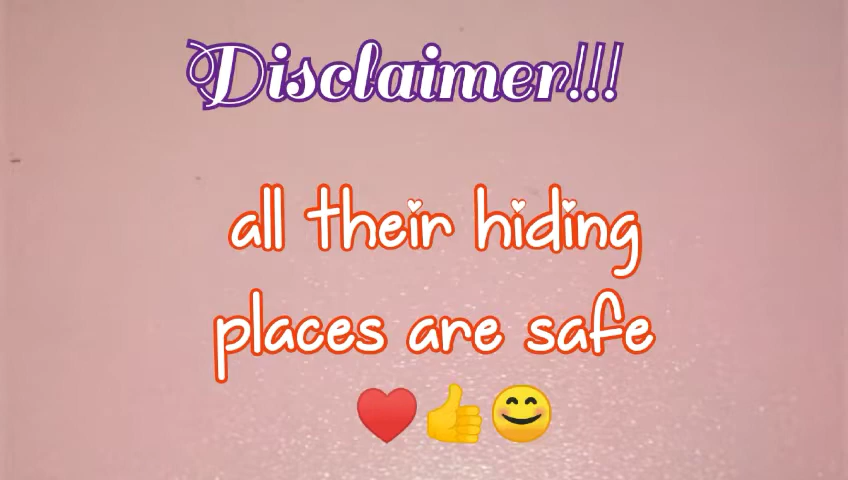 Disclaimer!!!
all their hiding
places are safe
❤️👍😊